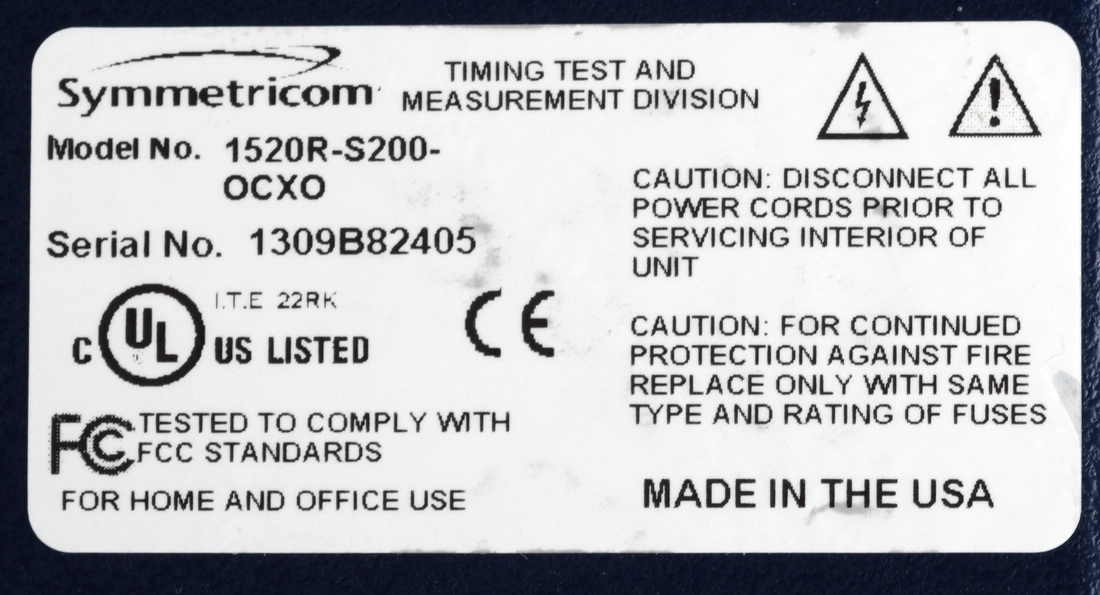 Symmetricom
TIMING TEST AND
MEASUREMENT DIVISION
Model No. 1520R-S200-
OCXO
Serial No. 1309B82405
I.T.E 22RK
C UL US LISTED
CE
FC TESTED TO COMPLY WITH
FCC STANDARDS
FOR HOME AND OFFICE USE
CAUTION: DISCONNECT ALL
POWER CORDS PRIOR TO
SERVICING INTERIOR OF
UNIT
CAUTION: FOR CONTINUED
PROTECTION AGAINST FIRE
REPLACE ONLY WITH SAME
TYPE AND RATING OF FUSES
MADE IN THE USA